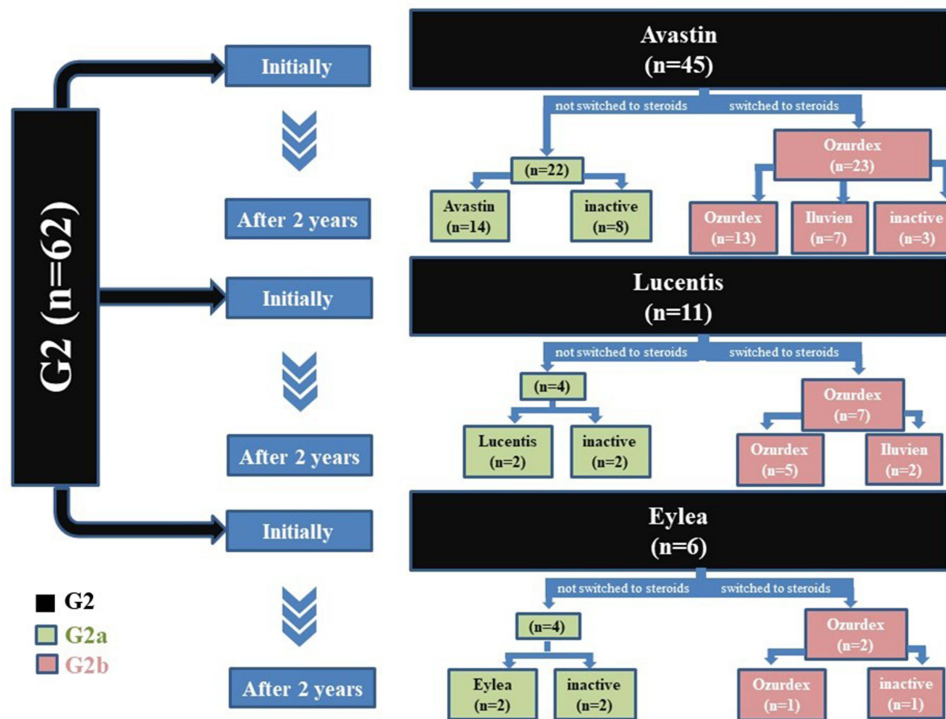 G2 (n=62)
Initially
After 2 years
Avastin
(n=45)
not switched to steroids
switched to steroids
(n=22)
Avastin
(n=14)
inactive
(n=8)
Ozurdex
(n=23)
Ozurdex
(n=13)
Iluvien
(n=7)
inactive
(n=3)
Initially
After 2 years
Lucentis
(n=11)
not switched to steroids
switched to steroids
(n=4)
Lucentis
(n=2)
inactive
(n=2)
Ozurdex
(n=7)
Ozurdex
(n=5)
Iluvien
(n=2)
Initially
After 2 years
Eylea
(n=6)
not switched to steroids
switched to steroids
(n=4)
Eylea
(n=2)
inactive
(n=2)
Ozurdex
(n=2)
Ozurdex
(n=1)
inactive
(n=1)
G2
G2a
G2b